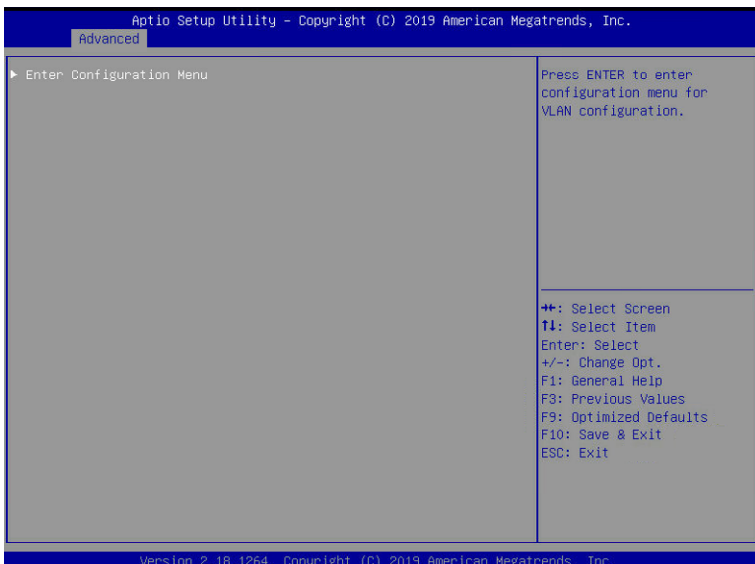 Aptio Setup Utility – Copyright (C) 2019 American Megatrends, Inc.
Advanced
▶ Enter Configuration Menu
Press ENTER to enter
configuration menu for
VLAN configuration.
→←: Select Screen
↑↓: Select Item
Enter: Select
+/-: Change Opt.
F1: General Help
F3: Previous Values
F9: Optimized Defaults
F10: Save & Exit
ESC: Exit
Version 2.18.1264. Copyright (C) 2019 American Megatrends, Inc.